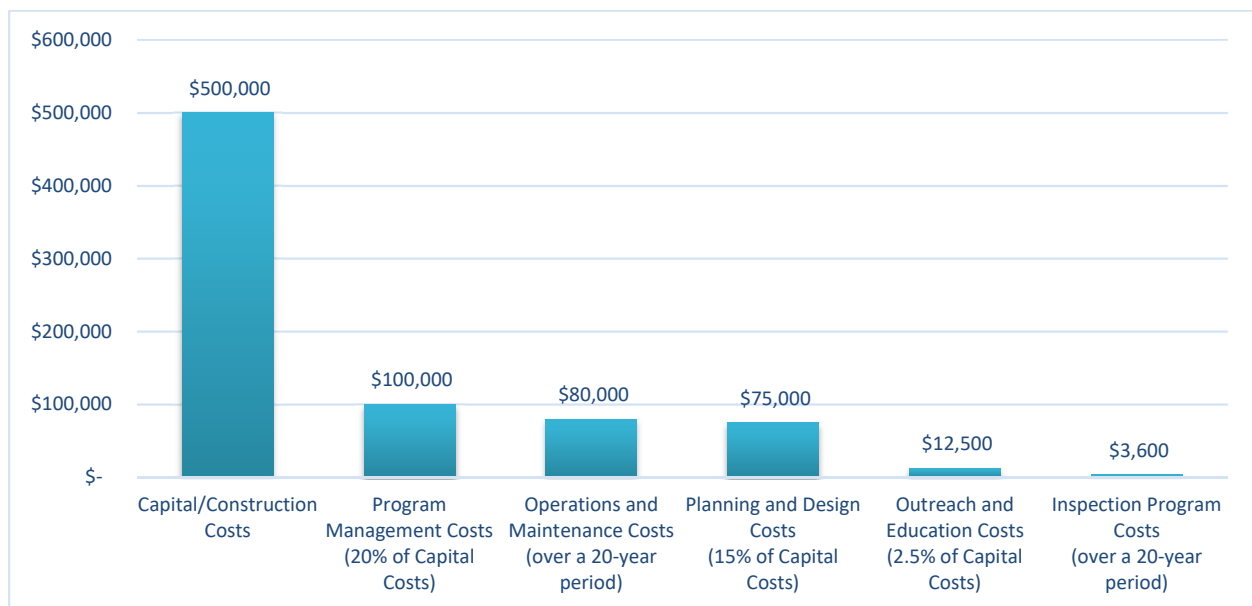 $600,000
$500,000
$400,000
$300,000
$200,000
$100,000
$-
$500,000
$100,000
$80,000
$75,000
$12,500
$3,600
Capital/Construction
Costs
Program
Management Costs
(20% of Capital
Costs)
Operations and
Maintenance Costs
(over a 20-year
period)
Planning and Design
Costs
(15% of Capital
Costs)
Outreach and
Education Costs
(2.5% of Capital
Costs)
Inspection Program
Costs
(over a 20-year
period)